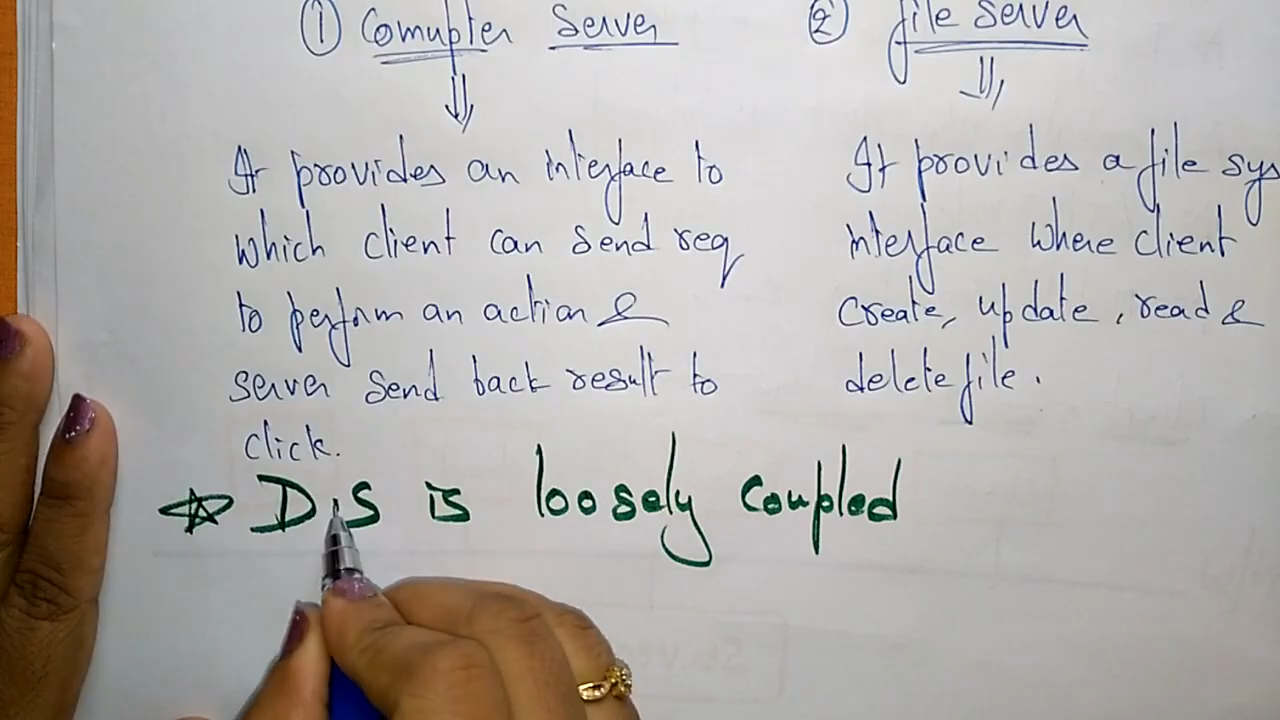 ① Comupter Server
It provides an interface to
which client can send req
to perform an action &
server send back result to
click.
② file server
It provides a file sys
interface where client
create, update, read &
delete file.
☆ D.S is loosely coupled